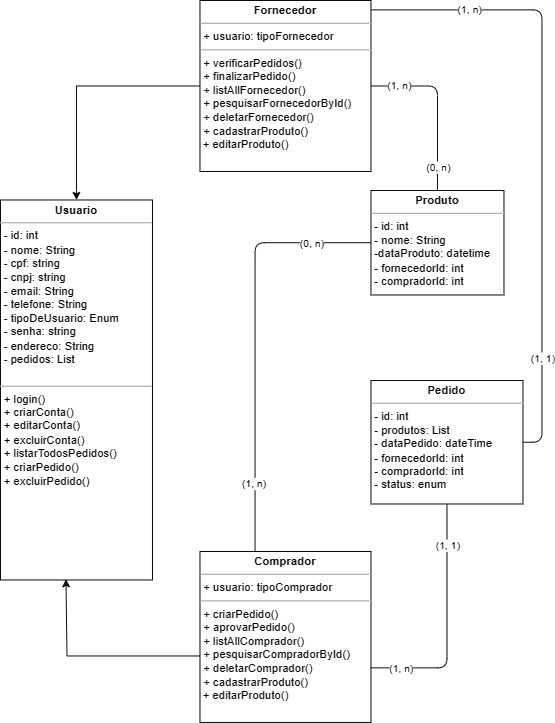 Fornecedor
+ usuario: tipoFornecedor
+ verificarPedidos()
+ finalizarPedido()
+ listAllFornecedor()
+ pesquisarFornecedorById()
+ deletarFornecedor()
+ cadastrarProduto()
+ editarProduto()
(1, n)
(1, n)
(0, n)
Usuario
- id: int
- nome: String
- cpf: string
- cnpj: string
- email: String
- telefone: String
- tipoDeUsuario: Enum
- senha: string
- endereco: String
- pedidos: List
+ login()
+ criarConta()
+ editarConta()
+ excluirConta()
+ listarTodosPedidos()
+ criarPedido()
+ excluirPedido()
Produto
- id: int
- nome: String
-dataProduto: datetime
- fornecedorId: int
- compradorId: int
(0, n)
(1, 1)
Pedido
- id: int
- produtos: List
- dataPedido: dateTime
- fornecedorId: int
- compradorId: int
- status: enum
(1, n)
(1, 1)
Comprador
+ usuario: tipoComprador
+ criarPedido()
+ aprovarPedido()
+ listAllComprador()
+ pesquisarCompradorById()
+ deletarComprador()
+ cadastrarProduto()
+ editarProduto()
(1, n)